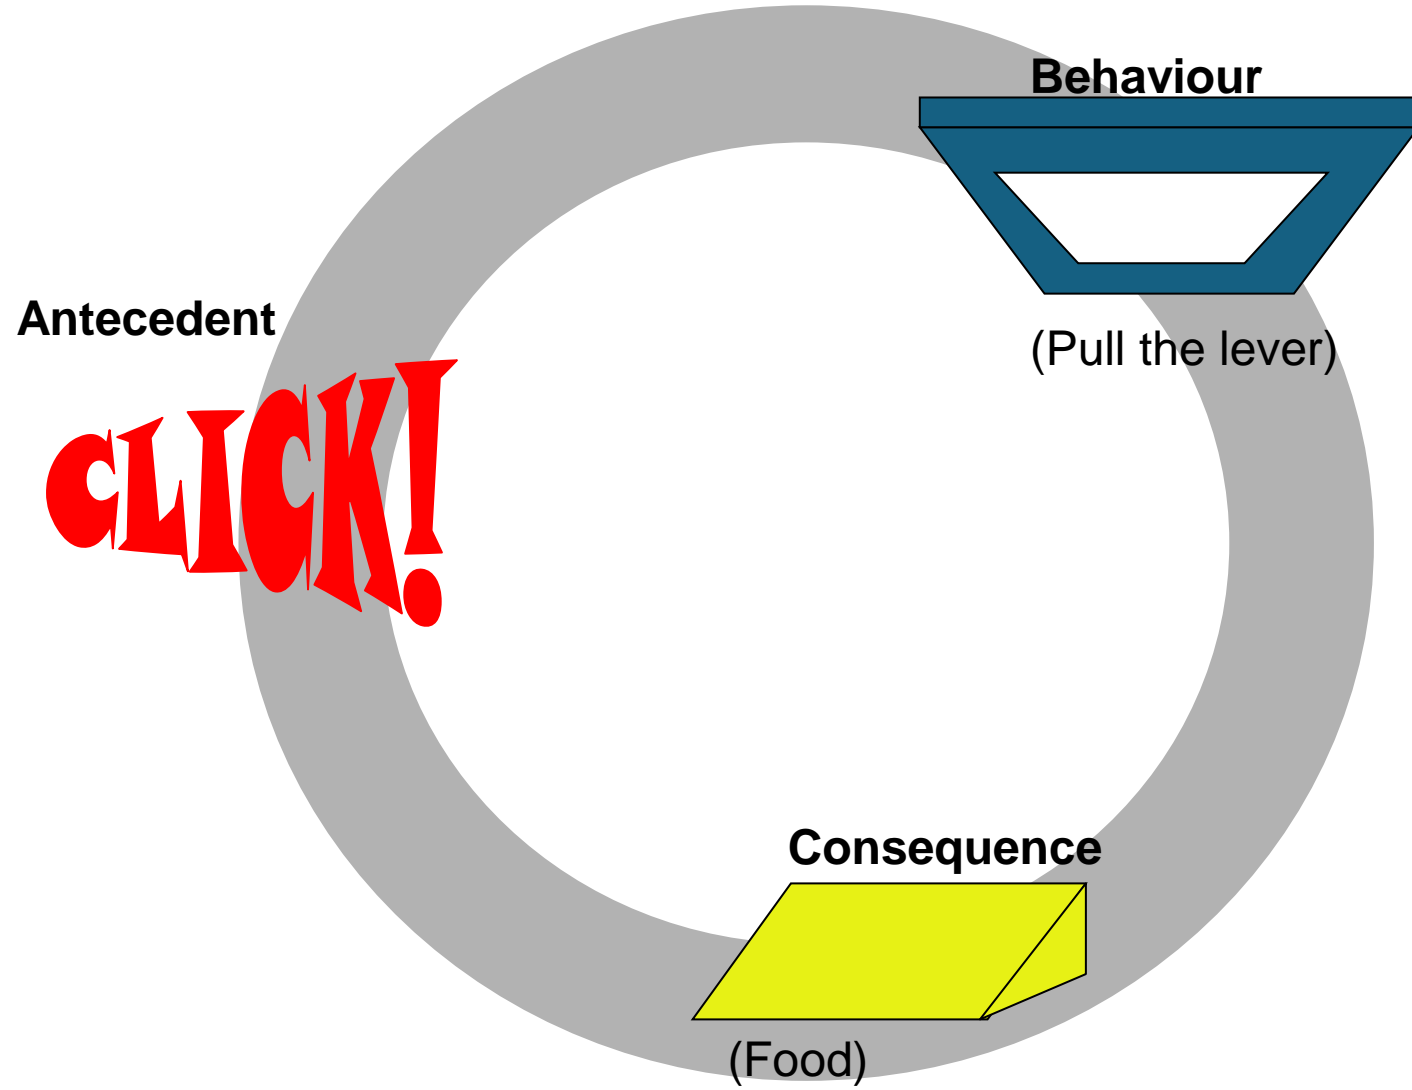 Behaviour
(Pull the lever)
Antecedent
CLICK!
Consequence
(Food)